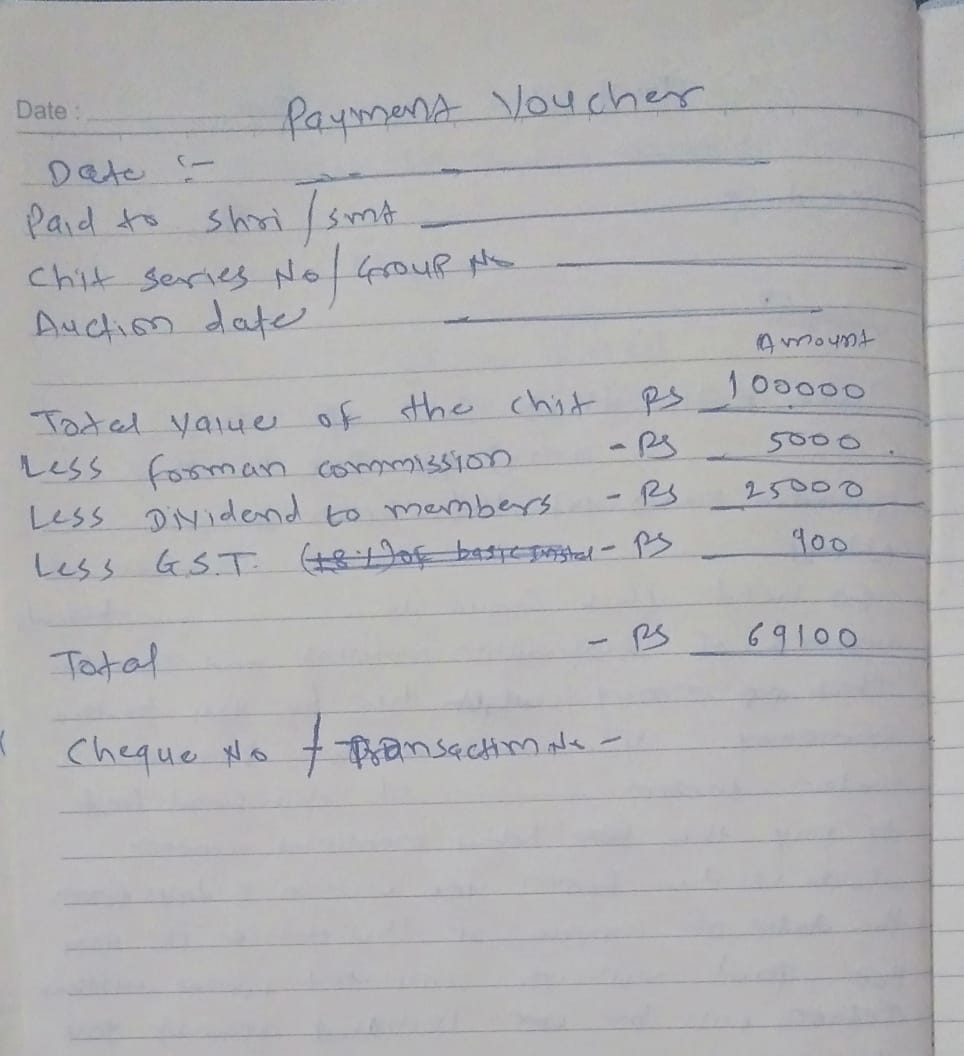 Date :
Payment Voucher
Date :-
Paid to shri / smt
Chit series No / Group No
Auction date
Amount
Total value of the chit Rs 100000
Less forman commission - Rs 5000
Less Dividend to members - Rs 25000
Less G.S.T. (18%) of basic Instal - Rs 900
Total - Rs 69100
Cheque No / Transaction No -